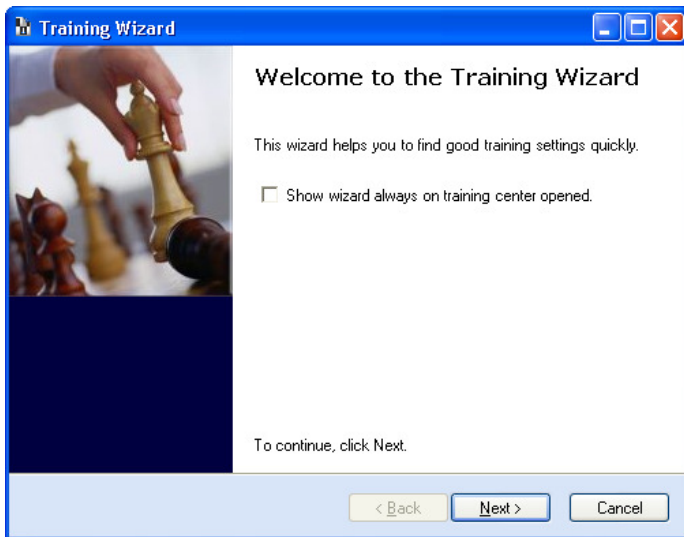 Training Wizard
Welcome to the Training Wizard
This wizard helps you to find good training settings quickly.
Show wizard always on training center opened.
To continue, click Next.
< Back
Next >
Cancel